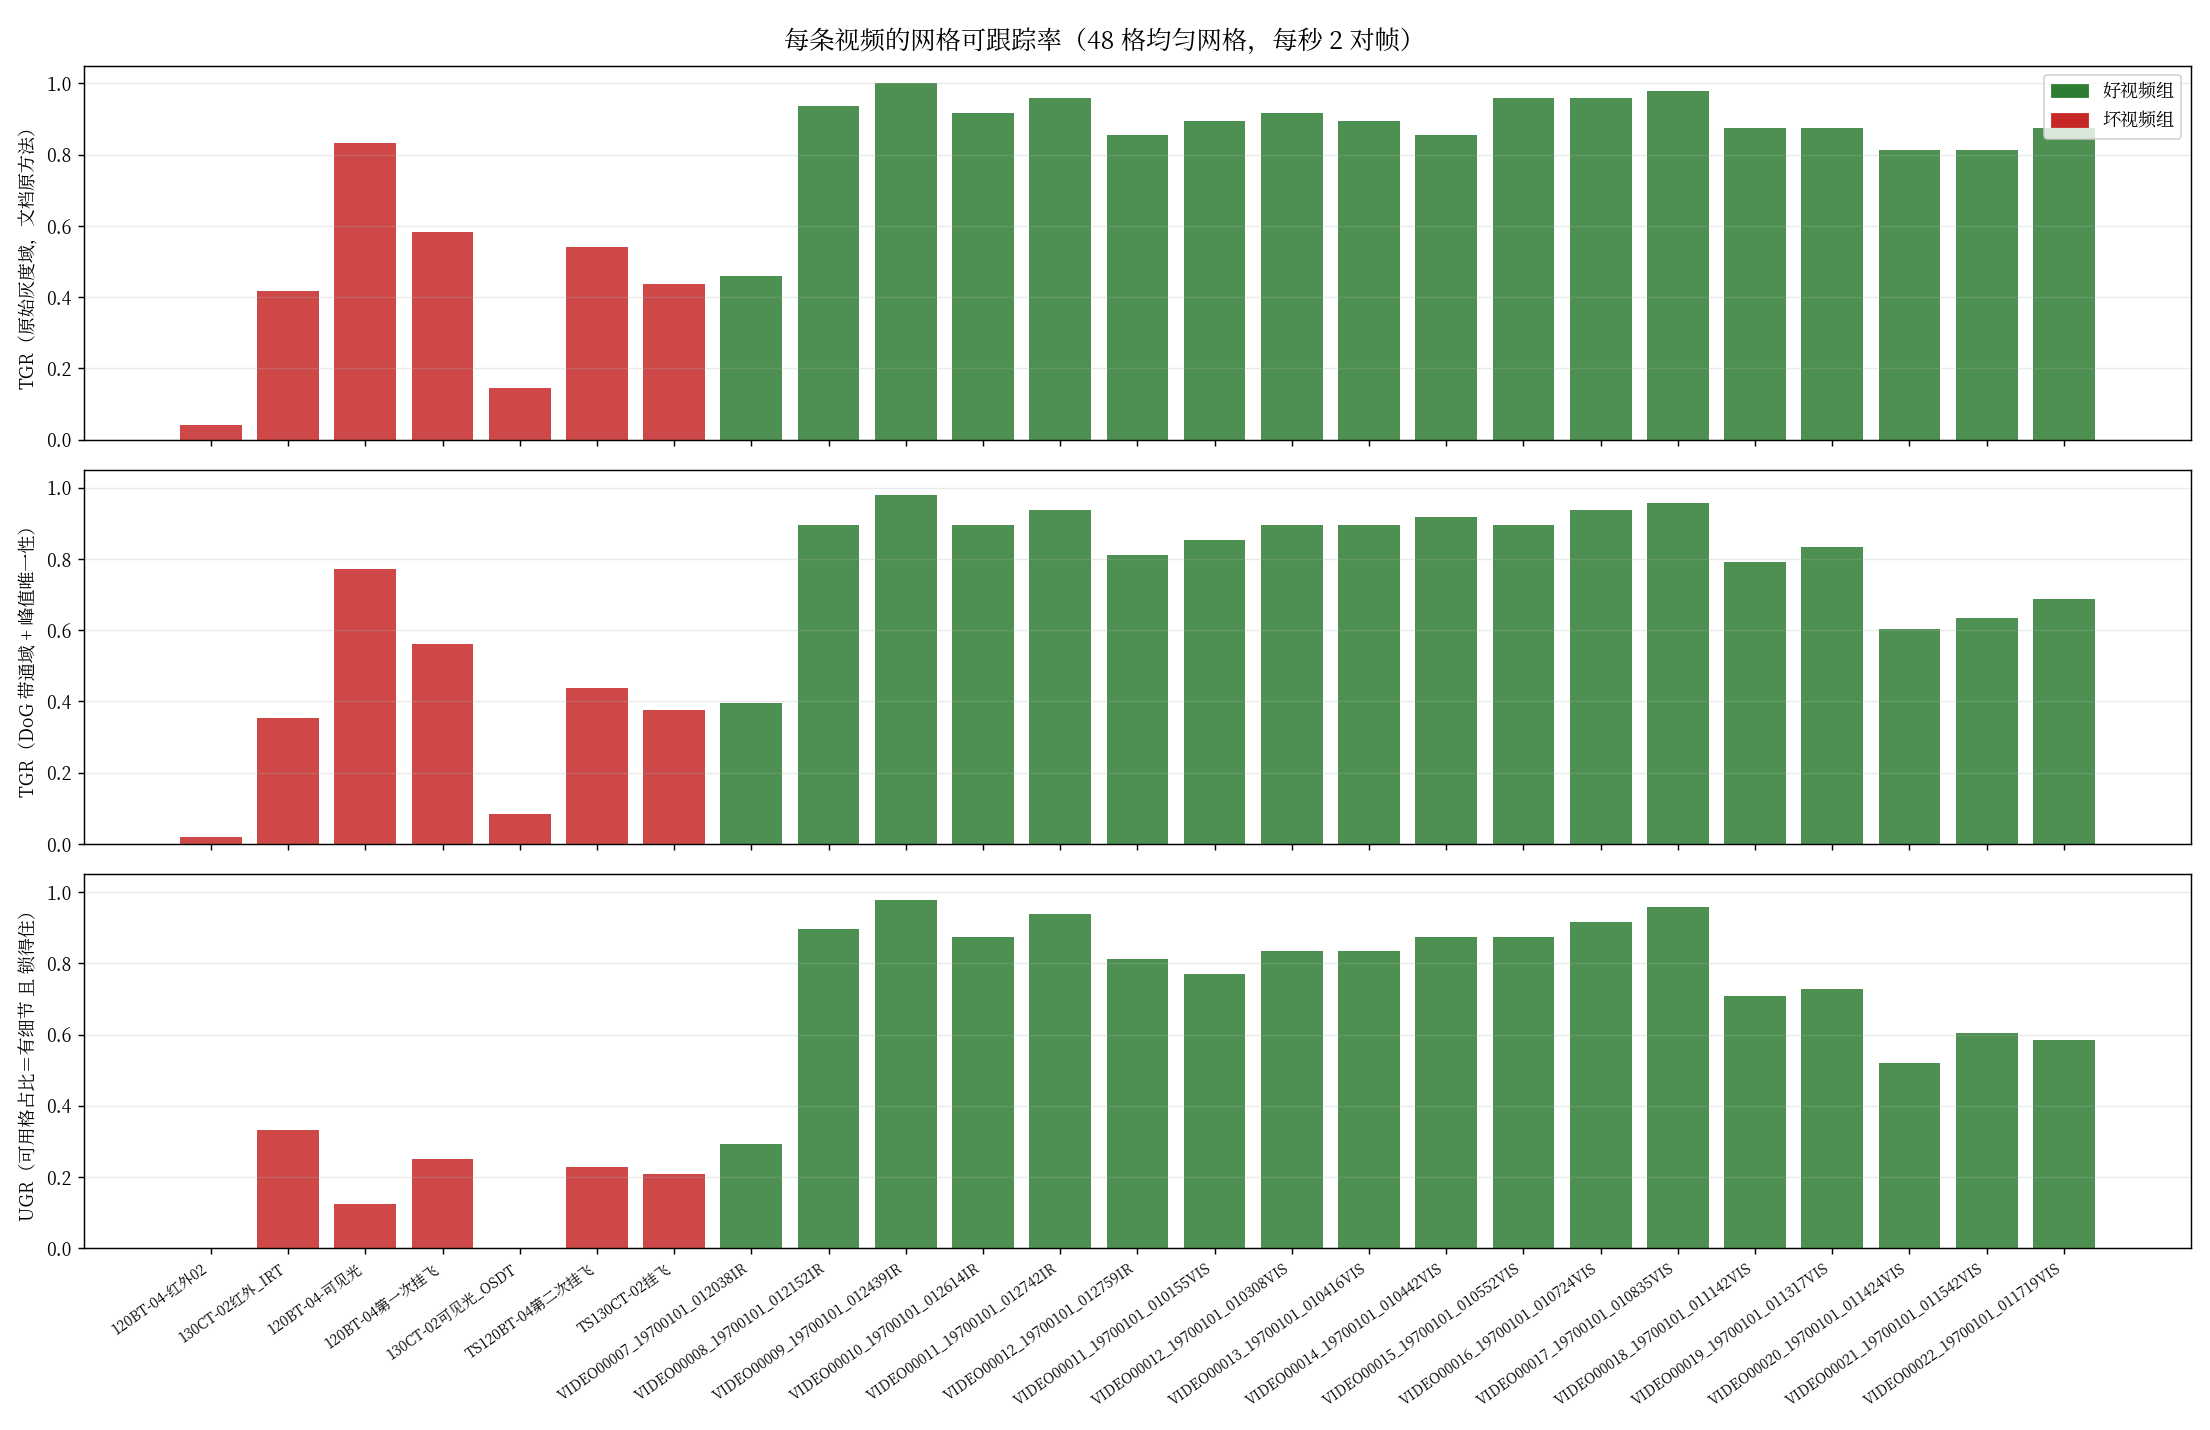 每条视频的网格可跟踪率（48 格均匀网格，每秒 2 对帧）
TGR（原始灰度域，文档原方法）
1.0
0.8
0.6
0.4
0.2
0.0
好视频组
坏视频组
TGR（DoG 带通域 + 峰值唯一性）
1.0
0.8
0.6
0.4
0.2
0.0
UGR（可用格占比＝有细节 且 锁得住）
1.0
0.8
0.6
0.4
0.2
0.0
120BT-04-红外02
130CT-02红外_IRT
120BT-04-可见光
120BT-04第一次挂飞
130CT-02可见光_OSDT
TS120BT-04第二次挂飞
TS130CT-02挂飞
VIDEO00007_19700101_012038IR
VIDEO00008_19700101_012152IR
VIDEO00009_19700101_012439IR
VIDEO00010_19700101_012614IR
VIDEO00011_19700101_012742IR
VIDEO00012_19700101_012759IR
VIDEO00011_19700101_010155VIS
VIDEO00012_19700101_010308VIS
VIDEO00013_19700101_010416VIS
VIDEO00014_19700101_010442VIS
VIDEO00015_19700101_010552VIS
VIDEO00016_19700101_010724VIS
VIDEO00017_19700101_010835VIS
VIDEO00018_19700101_011142VIS
VIDEO00019_19700101_011317VIS
VIDEO00020_19700101_011424VIS
VIDEO00021_19700101_011542VIS
VIDEO00022_19700101_011719VIS